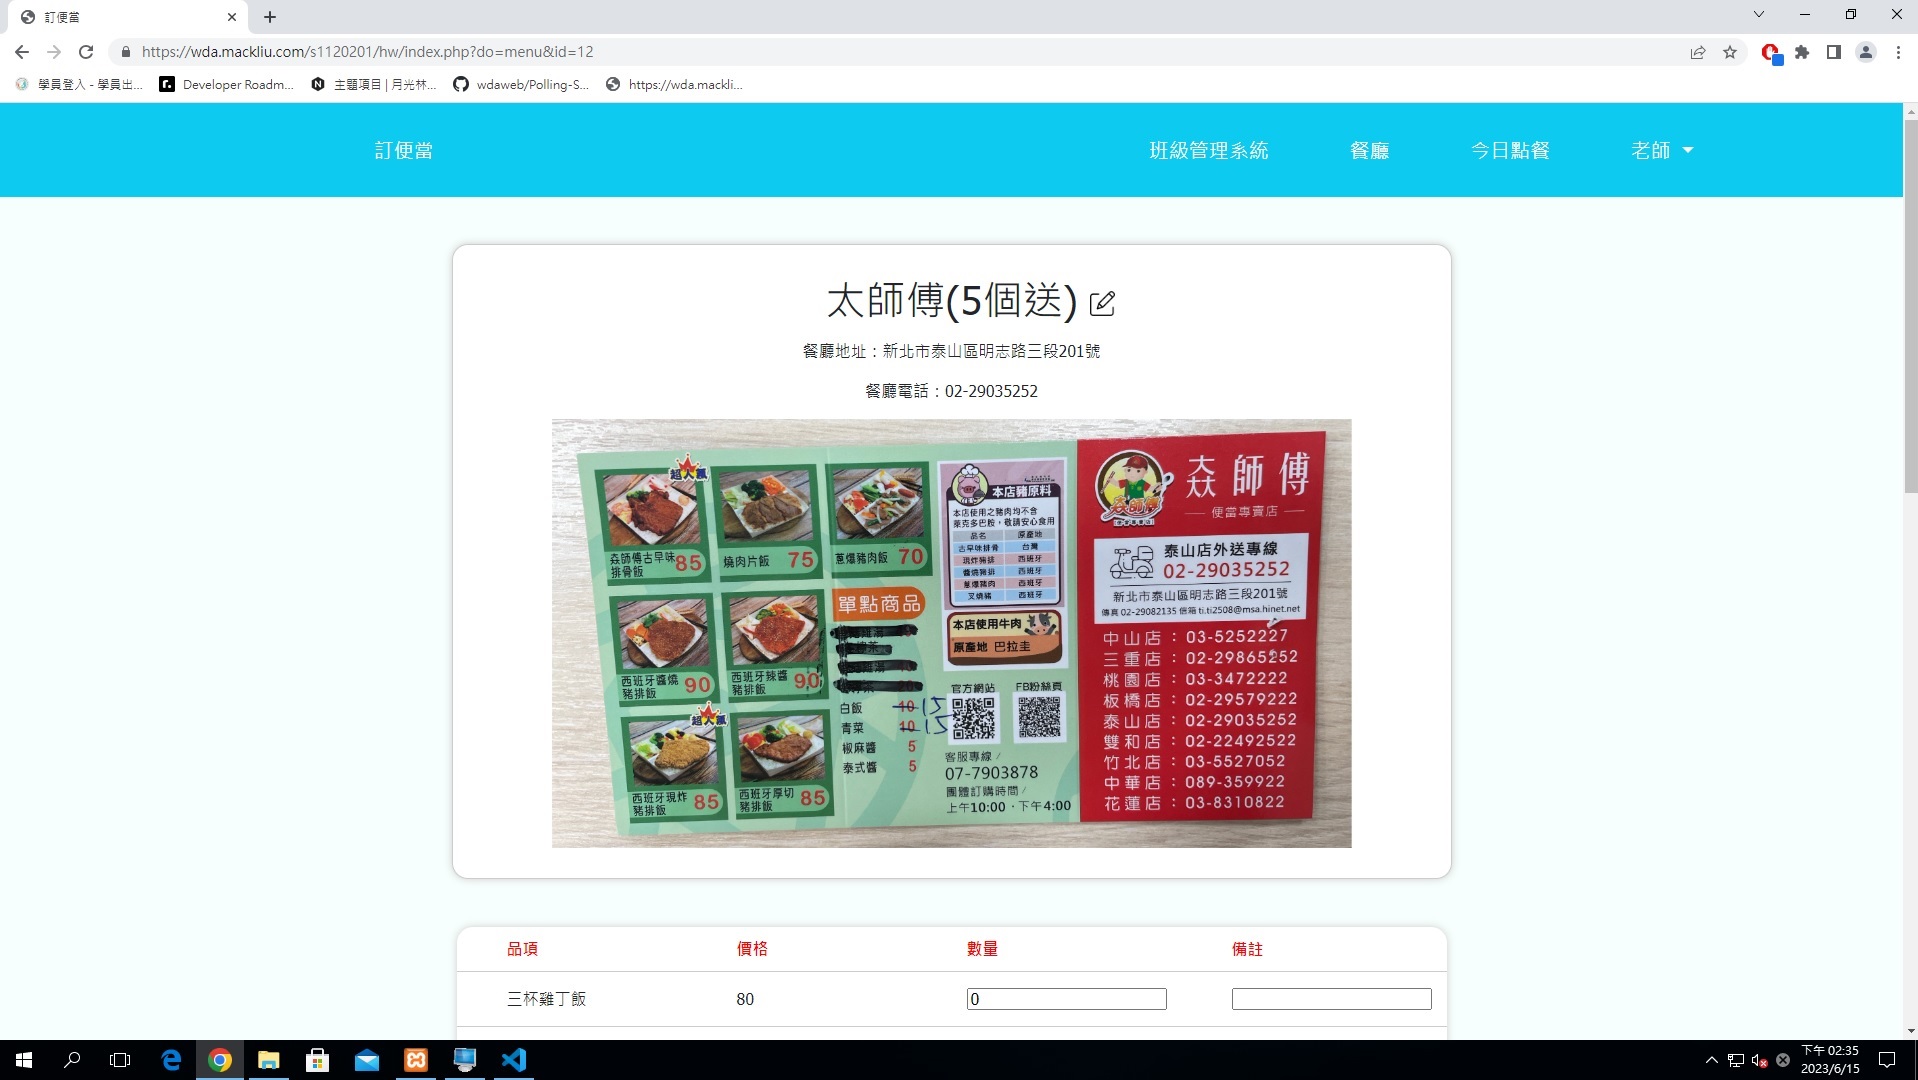 訂便當
https://wda.mackliu.com/s1120201/hw/index.php?do=menu&id=12
學員登入 - 學員出...
Developer Roadm...
主題項目 | 月光林...
wdaweb/Polling-S...
https://wda.mackli...
訂便當
班級管理系統
餐廳
今日點餐
老師
太師傅(5個送)
餐廳地址：新北市泰山區明志路三段201號
餐廳電話：02-29035252
超人氣
焱師傅古早味
排骨飯 85
燒肉片飯 75
蔥爆豬肉飯 70
西班牙醬燒
豬排飯 90
西班牙辣醬
豬排飯 90
超人氣
西班牙現炸
豬排飯 85
西班牙厚切
豬排飯 85
單點商品
白飯 10 15
青菜 10 15
椒麻醬 5
泰式醬 5
本店豬原料
本店使用之豬肉均不含
萊克多巴胺，敬請安心食用
品名 原產地
古早味排骨 台灣
現炸豬排 西班牙
醬燒豬排 西班牙
蔥爆豬肉 西班牙
叉燒豬 西班牙
本店使用牛肉
原產地 巴拉圭
官方網站
FB粉絲頁
客服專線 /
07-7903878
團體訂購時間 /
上午10:00 · 下午4:00
師傅
便當專賣店
泰山店外送專線
02-29035252
新北市泰山區明志路三段201號
傳真 02-29082135 信箱 ti.ti2508@msa.hinet.net
中山店：03-5252227
三重店：02-29865252
桃園店：03-3472222
板橋店：02-29579222
泰山店：02-29035252
雙和店：02-22492522
竹北店：03-5527052
中華店：089-359922
花蓮店：03-8310822
品項 價格 數量 備註
三杯雞丁飯 80 0
下午 02:35
2023/6/15